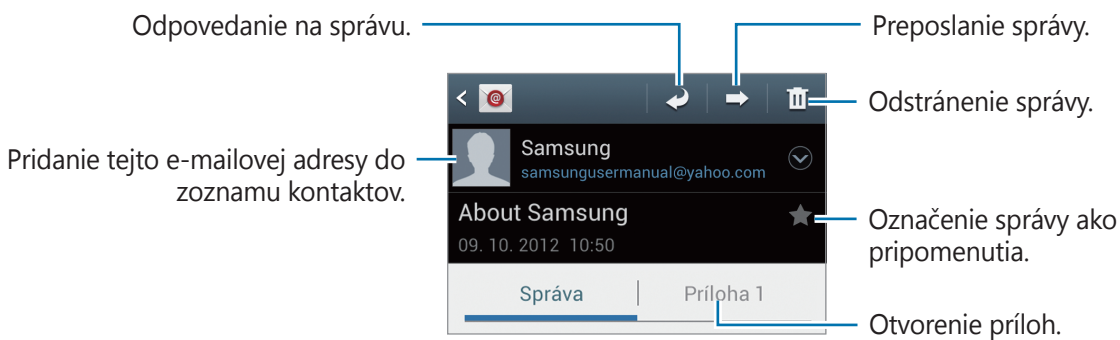 Odpovedanie na správu.
Preposlanie správy.
Odstránenie správy.
Pridanie tejto e-mailovej adresy do
zoznamu kontaktov.
Samsung
samsungusermanual@yahoo.com
About Samsung
09. 10. 2012 10:50
Označenie správy ako
pripomenutia.
Správa
Príloha 1
Otvorenie príloh.